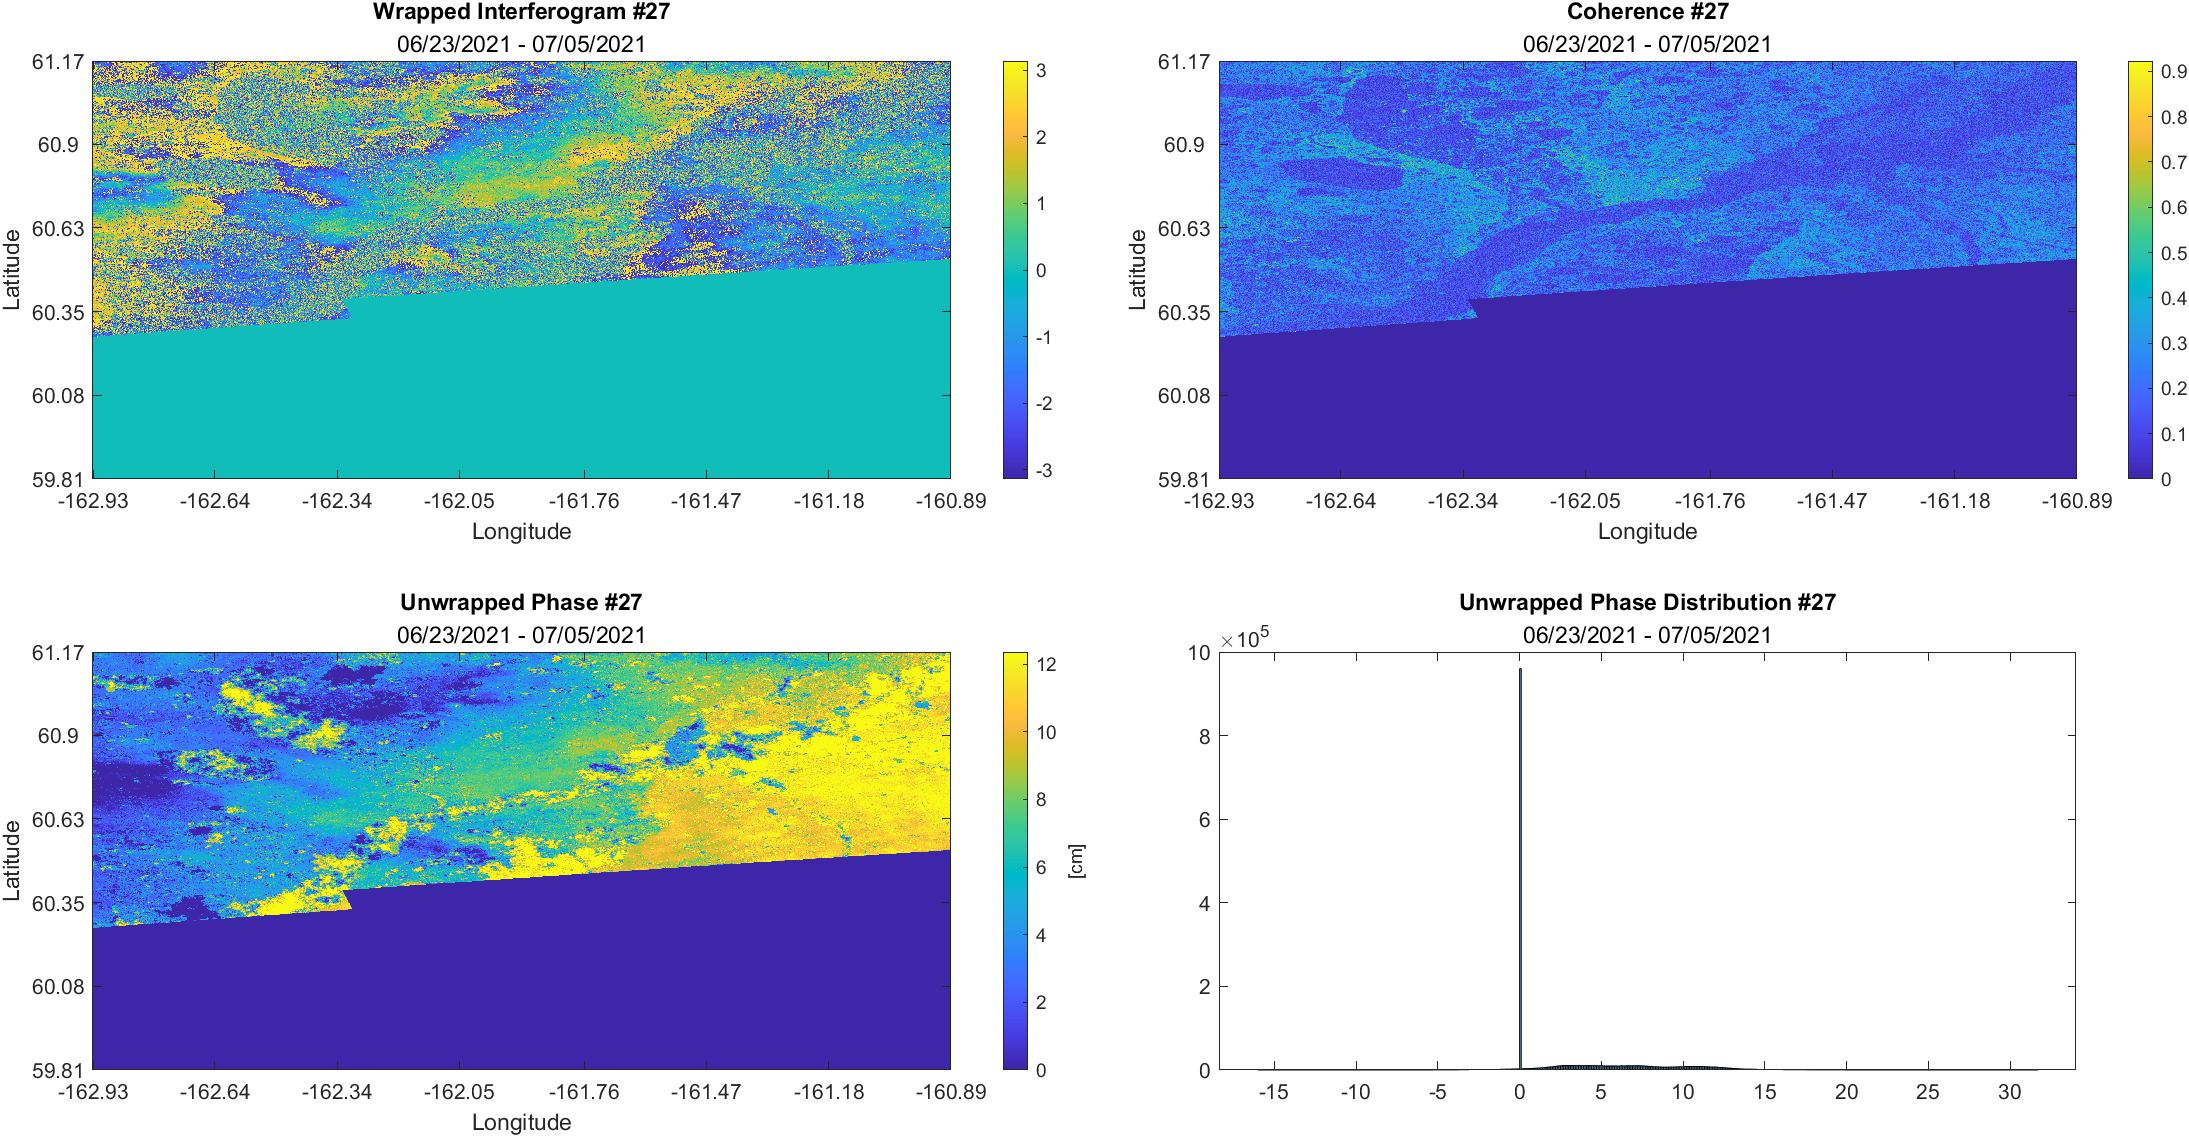 Wrapped Interferogram #27
06/23/2021 - 07/05/2021
61.17
60.9
60.63
60.35
60.08
59.81
Latitude
-162.93 -162.64 -162.34 -162.05 -161.76 -161.47 -161.18 -160.89
Longitude
3
2
1
0
-1
-2
-3
Coherence #27
06/23/2021 - 07/05/2021
61.17
60.9
60.63
60.35
60.08
59.81
Latitude
-162.93 -162.64 -162.34 -162.05 -161.76 -161.47 -161.18 -160.89
Longitude
0.9
0.8
0.7
0.6
0.5
0.4
0.3
0.2
0.1
0
Unwrapped Phase #27
06/23/2021 - 07/05/2021
61.17
60.9
60.63
60.35
60.08
59.81
Latitude
-162.93 -162.64 -162.34 -162.05 -161.76 -161.47 -161.18 -160.89
Longitude
12
10
8
6
4
2
0
[cm]
Unwrapped Phase Distribution #27
06/23/2021 - 07/05/2021
×10⁵
10
8
6
4
2
0
-15 -10 -5 0 5 10 15 20 25 30